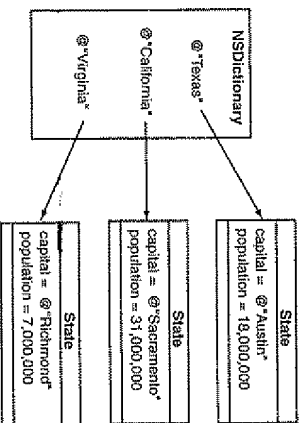 NSDictionary
@"Texas"
@"California"
@"Virginia"
State
capital = @"Austin"
population = 18,000,000
State
capital = @"Sacramento"
population = 31,000,000
State
capital = @"Richmond"
population = 7,000,000